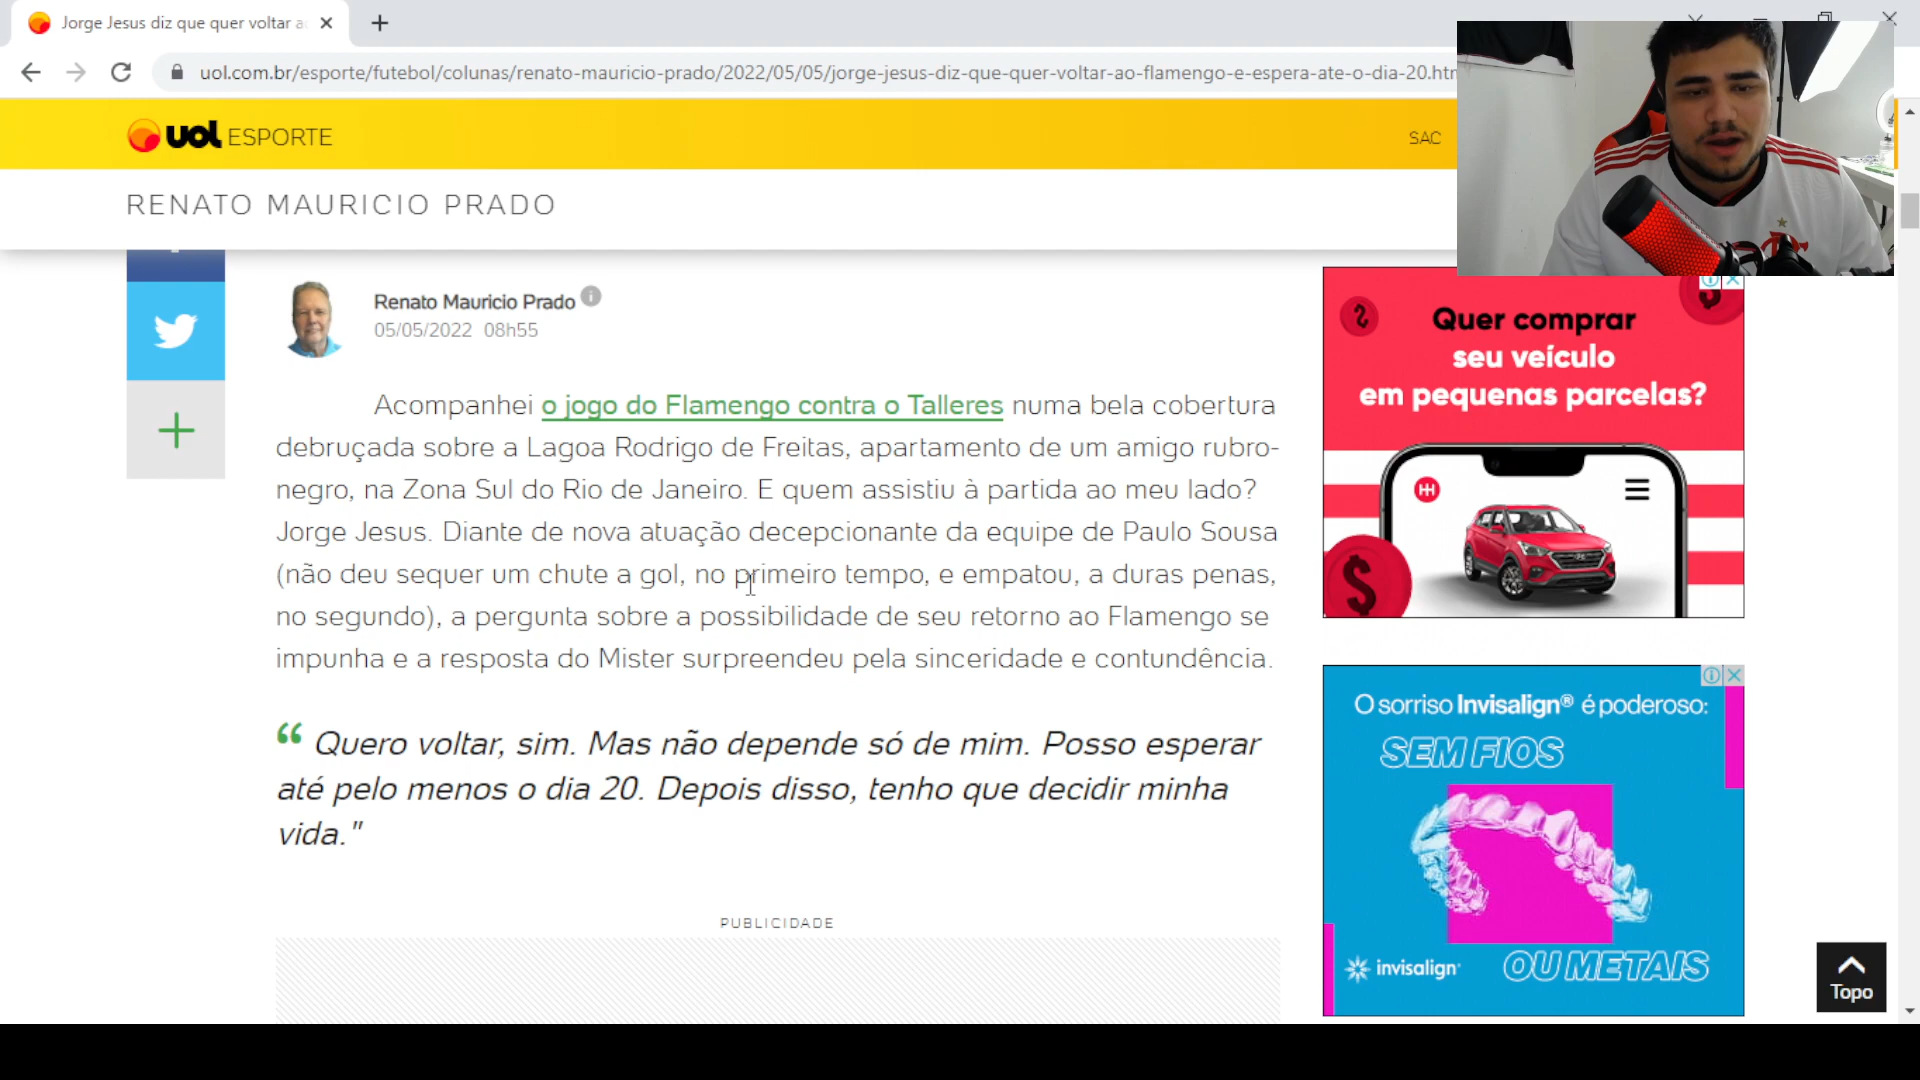 Jorge Jesus diz que quer voltar a
uol.com.br/esporte/futebol/colunas/renato-mauricio-prado/2022/05/05/jorge-jesus-diz-que-quer-voltar-ao-flamengo-e-espera-ate-o-dia-20.htm
uol ESPORTE
SAC
RENATO MAURICIO PRADO
Renato Mauricio Prado
05/05/2022 08h55
Acompanhei o jogo do Flamengo contra o Talleres numa bela cobertura
debruçada sobre a Lagoa Rodrigo de Freitas, apartamento de um amigo rubro-
negro, na Zona Sul do Rio de Janeiro. E quem assistiu à partida ao meu lado?
Jorge Jesus. Diante de nova atuação decepcionante da equipe de Paulo Sousa
(não deu sequer um chute a gol, no primeiro tempo, e empatou, a duras penas,
no segundo), a pergunta sobre a possibilidade de seu retorno ao Flamengo se
impunha e a resposta do Mister surpreendeu pela sinceridade e contundência.
“ Quero voltar, sim. Mas não depende só de mim. Posso esperar
até pelo menos o dia 20. Depois disso, tenho que decidir minha
vida."
PUBLICIDADE
Quer comprar
seu veículo
em pequenas parcelas?
$
O sorriso Invisalign® é poderoso:
SEM FIOS
invisalign
OU METAIS
Topo